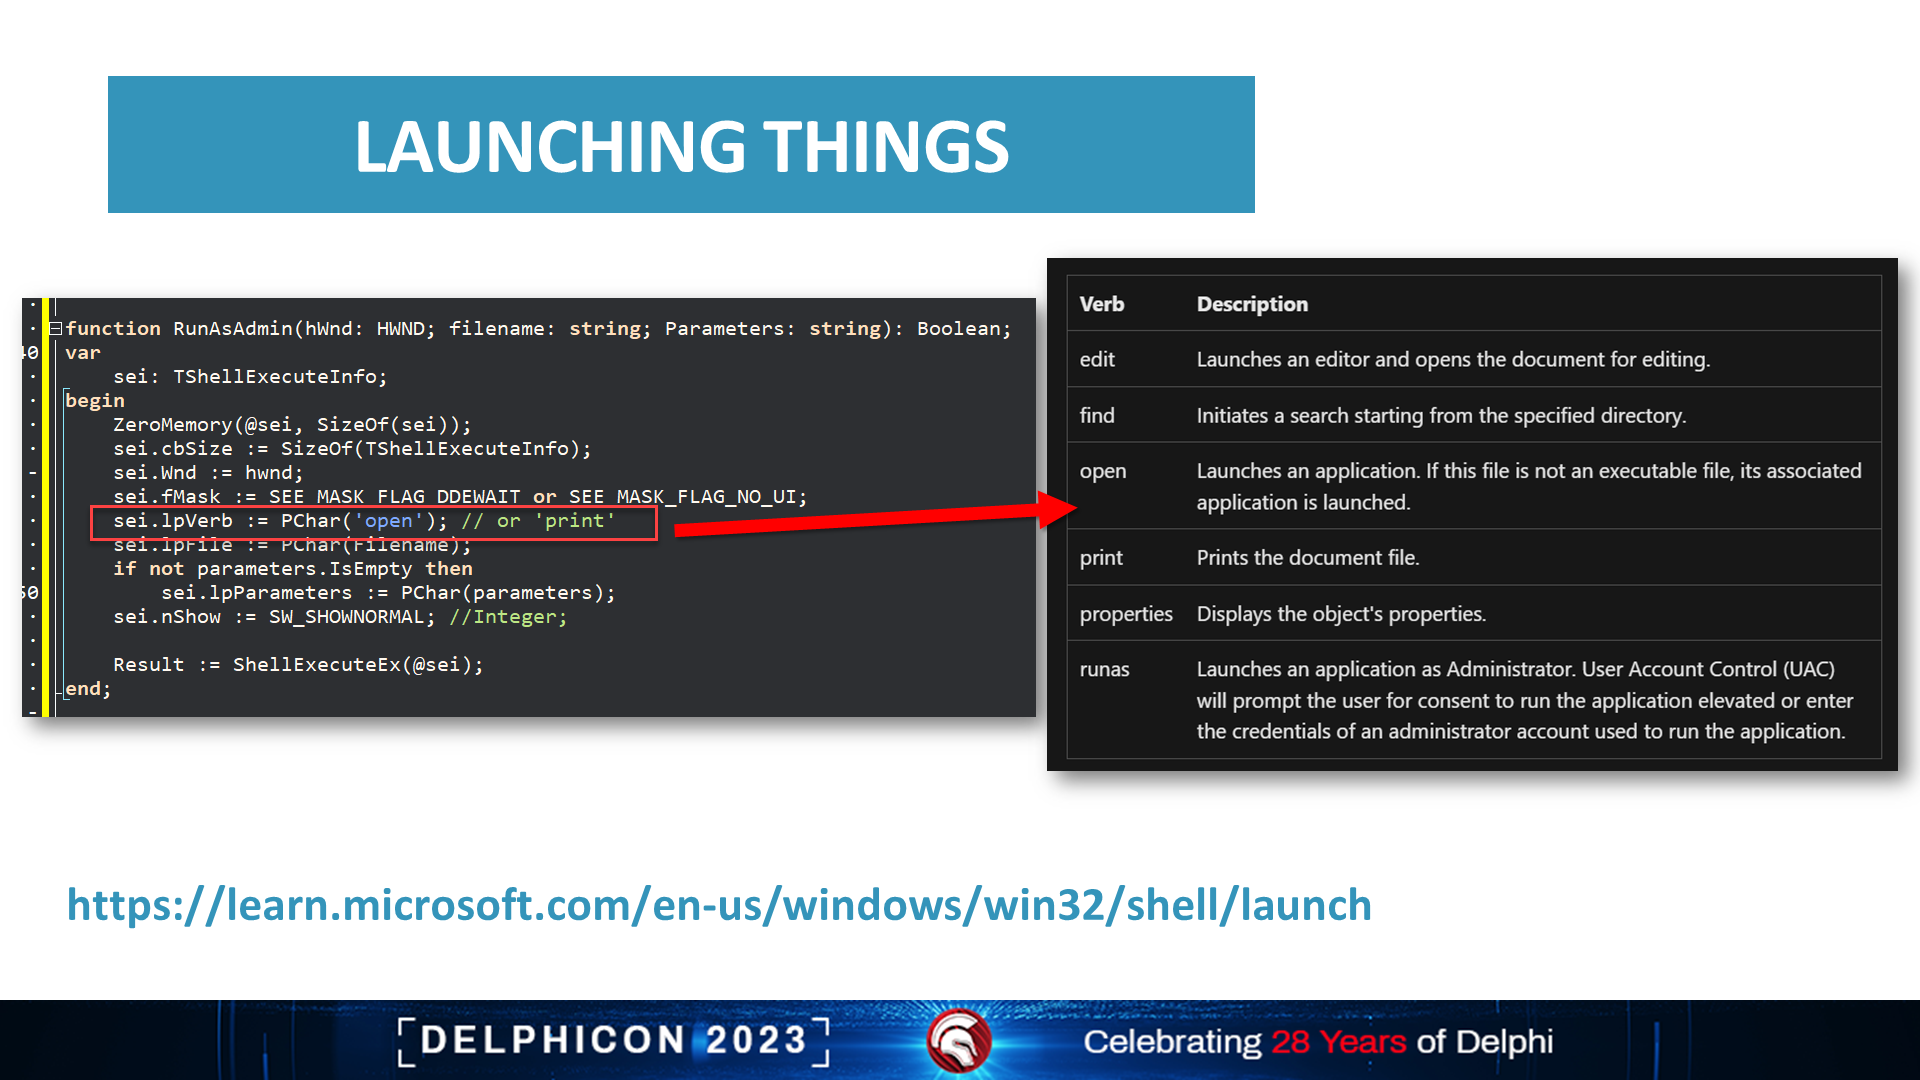 LAUNCHING THINGS
function RunAsAdmin(hWnd: HWND; filename: string; Parameters: string): Boolean;
var
sei: TShellExecuteInfo;
begin
ZeroMemory(@sei, SizeOf(sei));
sei.cbSize := SizeOf(TShellExecuteInfo);
sei.Wnd := hwnd;
sei.fMask := SEE_MASK_FLAG_DDEWAIT or SEE_MASK_FLAG_NO_UI;
sei.lpVerb := PChar('open'); // or 'print'
sei.lpFile := PChar(Filename);
if not parameters.IsEmpty then
sei.lpParameters := PChar(parameters);
sei.nShow := SW_SHOWNORMAL; //Integer;
Result := ShellExecuteEx(@sei);
end;
Verb Description
edit Launches an editor and opens the document for editing.
find Initiates a search starting from the specified directory.
open Launches an application. If this file is not an executable file, its associated
application is launched.
print Prints the document file.
properties Displays the object's properties.
runas Launches an application as Administrator. User Account Control (UAC)
will prompt the user for consent to run the application elevated or enter
the credentials of an administrator account used to run the application.
https://learn.microsoft.com/en-us/windows/win32/shell/launch
DELPHICON 2023
Celebrating 28 Years of Delphi